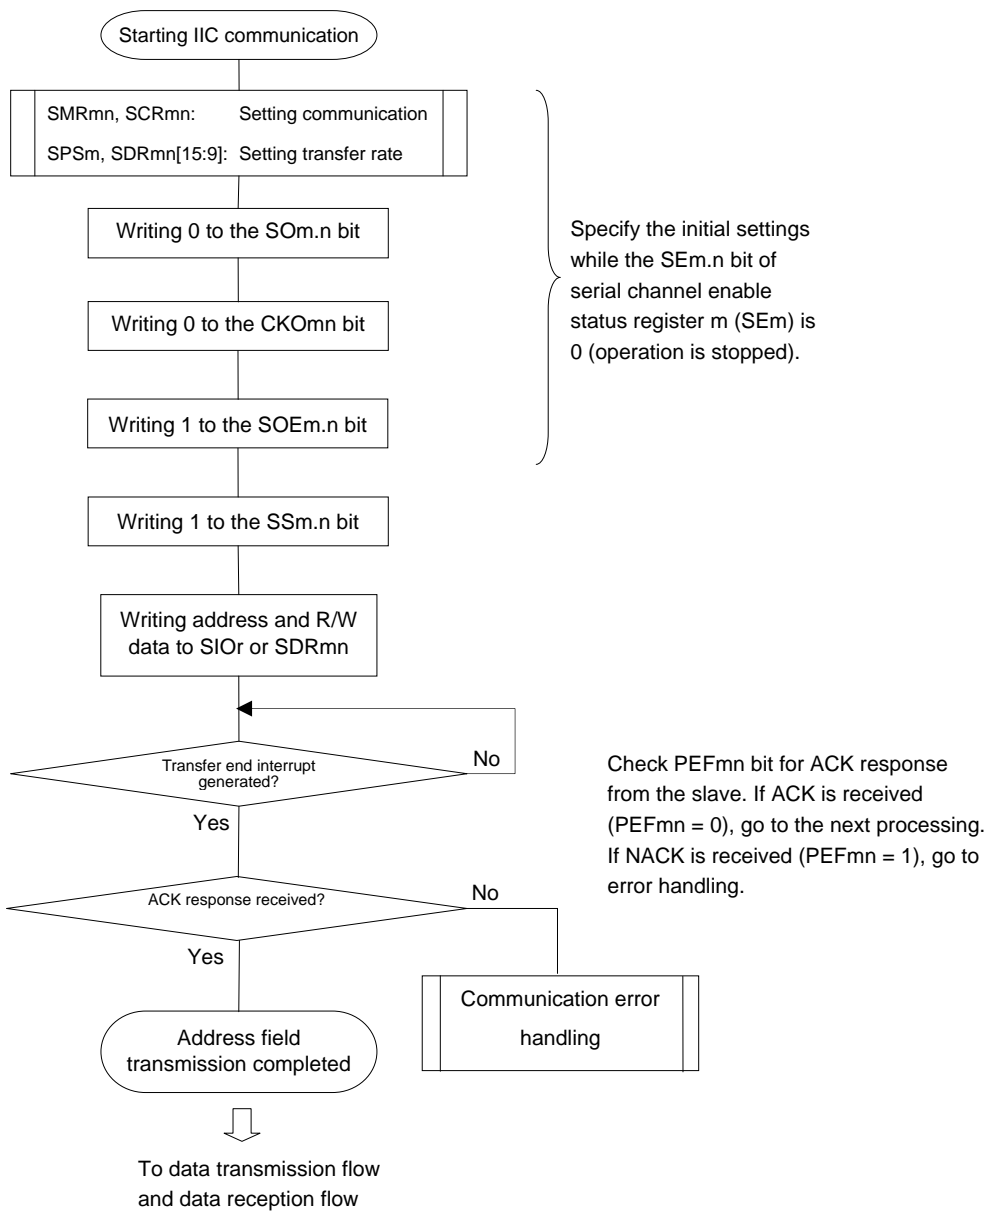 Starting IIC communication
SMRmn, SCRmn: Setting communication
SPSm, SDRmn[15:9]: Setting transfer rate
Writing 0 to the SOm.n bit
Writing 0 to the CKOmn bit
Writing 1 to the SOEm.n bit
Specify the initial settings
while the SEm.n bit of
serial channel enable
status register m (SEm) is
0 (operation is stopped).
Writing 1 to the SSm.n bit
Writing address and R/W
data to SIOr or SDRmn
Transfer end interrupt
generated?
No
Yes
Check PEFmn bit for ACK response
from the slave. If ACK is received
(PEFmn = 0), go to the next processing.
If NACK is received (PEFmn = 1), go to
error handling.
ACK response received?
No
Yes
Communication error
handling
Address field
transmission completed
To data transmission flow
and data reception flow